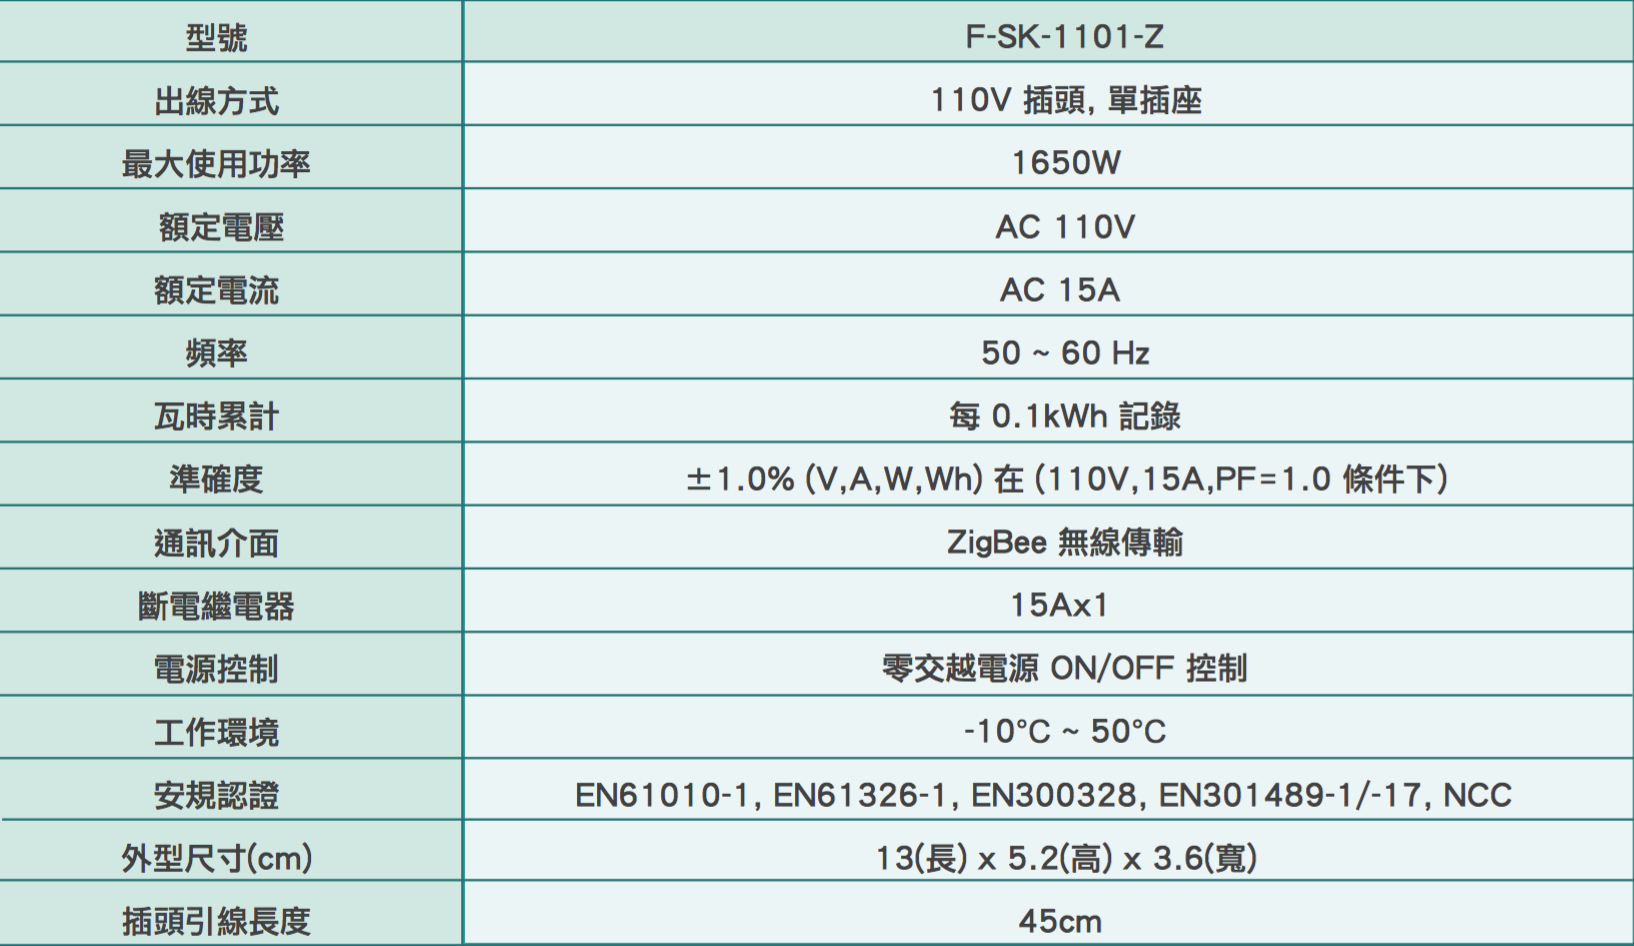 型號 F-SK-1101-Z
出線方式 110V 插頭, 單插座
最大使用功率 1650W
額定電壓 AC 110V
額定電流 AC 15A
頻率 50 ~ 60 Hz
瓦時累計 每 0.1kWh 記錄
準確度 ±1.0% (V,A,W,Wh) 在 (110V,15A,PF=1.0 條件下)
通訊介面 ZigBee 無線傳輸
斷電繼電器 15Ax1
電源控制 零交越電源 ON/OFF 控制
工作環境 -10°C ~ 50°C
安規認證 EN61010-1, EN61326-1, EN300328, EN301489-1/-17, NCC
外型尺寸(cm) 13(長) x 5.2(高) x 3.6(寬)
插頭引線長度 45cm